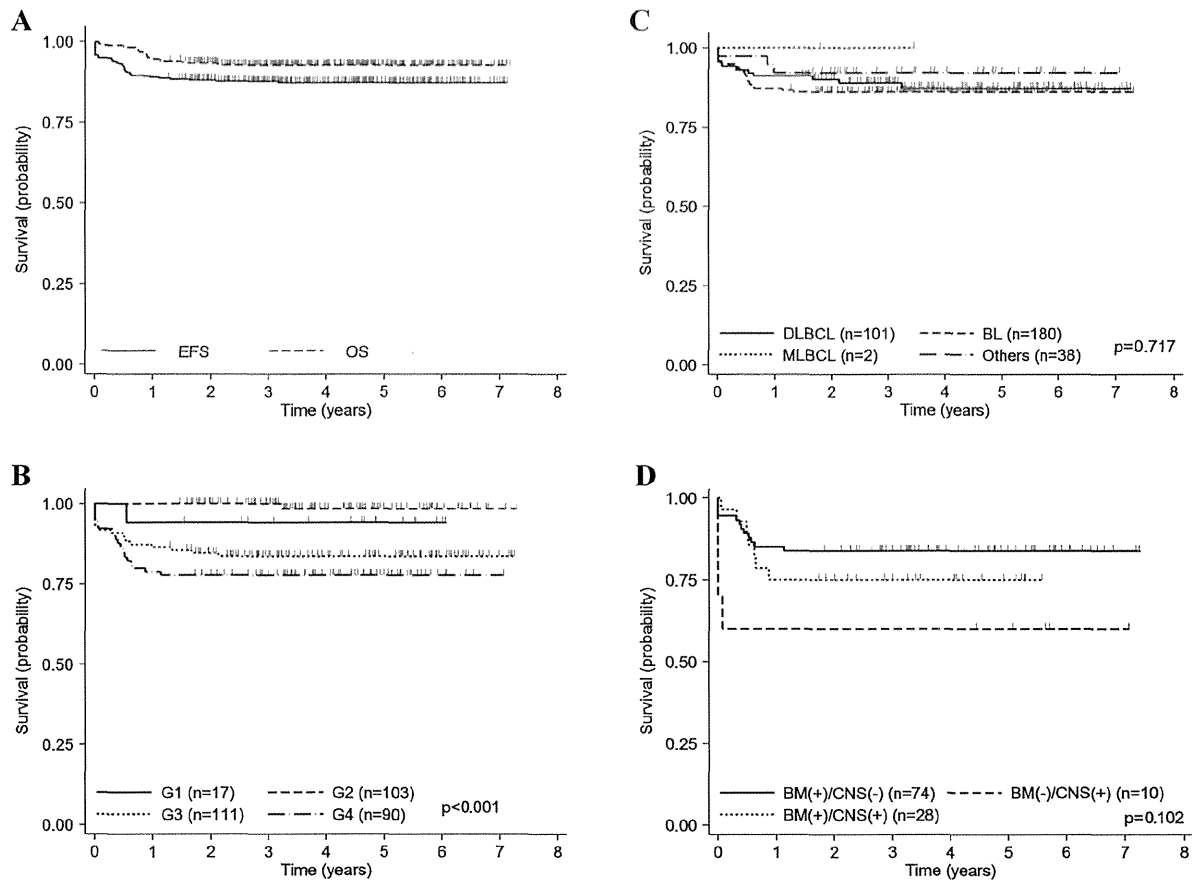 A
1.00
0.75
0.50
0.25
0.00
Survival (probability)
EFS OS
0 1 2 3 4 5 6 7 8
Time (years)
C
1.00
0.75
0.50
0.25
0.00
Survival (probability)
DLBCL (n=101) BL (n=180)
MLBCL (n=2) Others (n=38)
p=0.717
0 1 2 3 4 5 6 7 8
Time (years)
B
1.00
0.75
0.50
0.25
0.00
Survival (probability)
G1 (n=17) G2 (n=103)
G3 (n=111) G4 (n=90)
p<0.001
0 1 2 3 4 5 6 7 8
Time (years)
D
1.00
0.75
0.50
0.25
0.00
Survival (probability)
BM(+)/CNS(-) (n=74) BM(-)/CNS(+) (n=10)
BM(+)/CNS(+) (n=28)
p=0.102
0 1 2 3 4 5 6 7 8
Time (years)